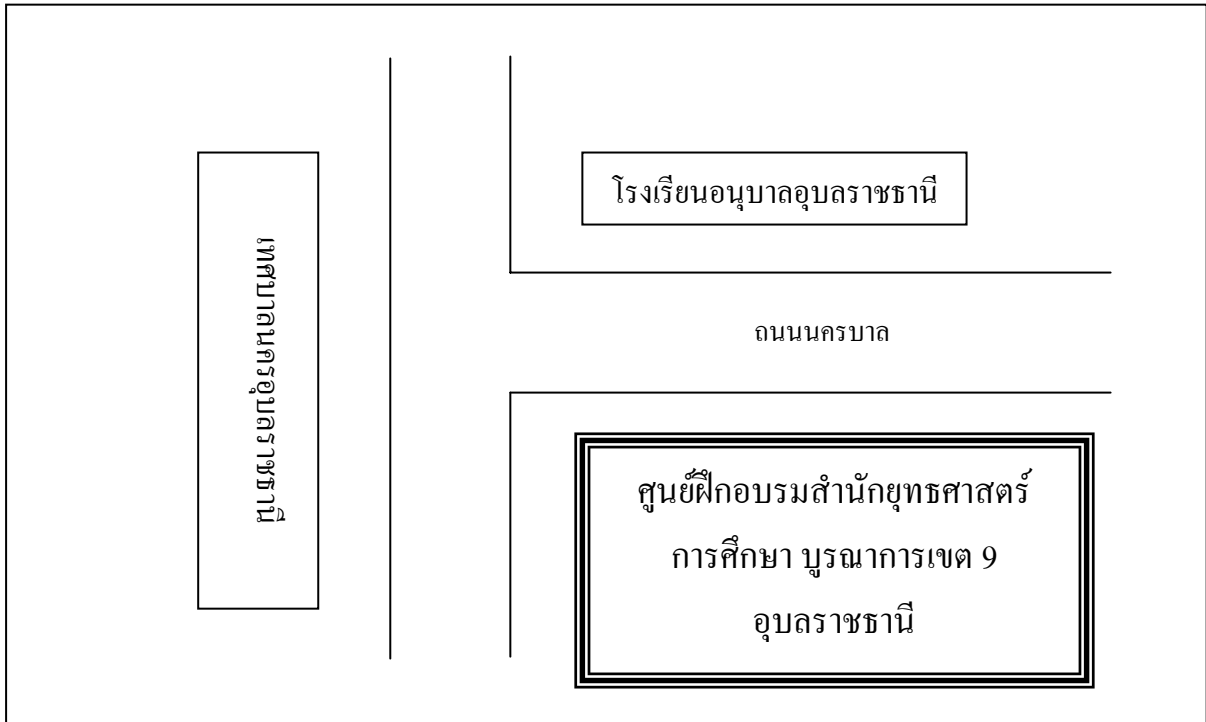 โรงเรียนอนุบาลอุบลราชธานี
เทศบาลนครอุบลราชธานี
ถนนนครบาล
ศูนย์ฝึกอบรมสำนักยุทธศาสตร์
การศึกษา บูรณาการเขต 9
อุบลราชธานี